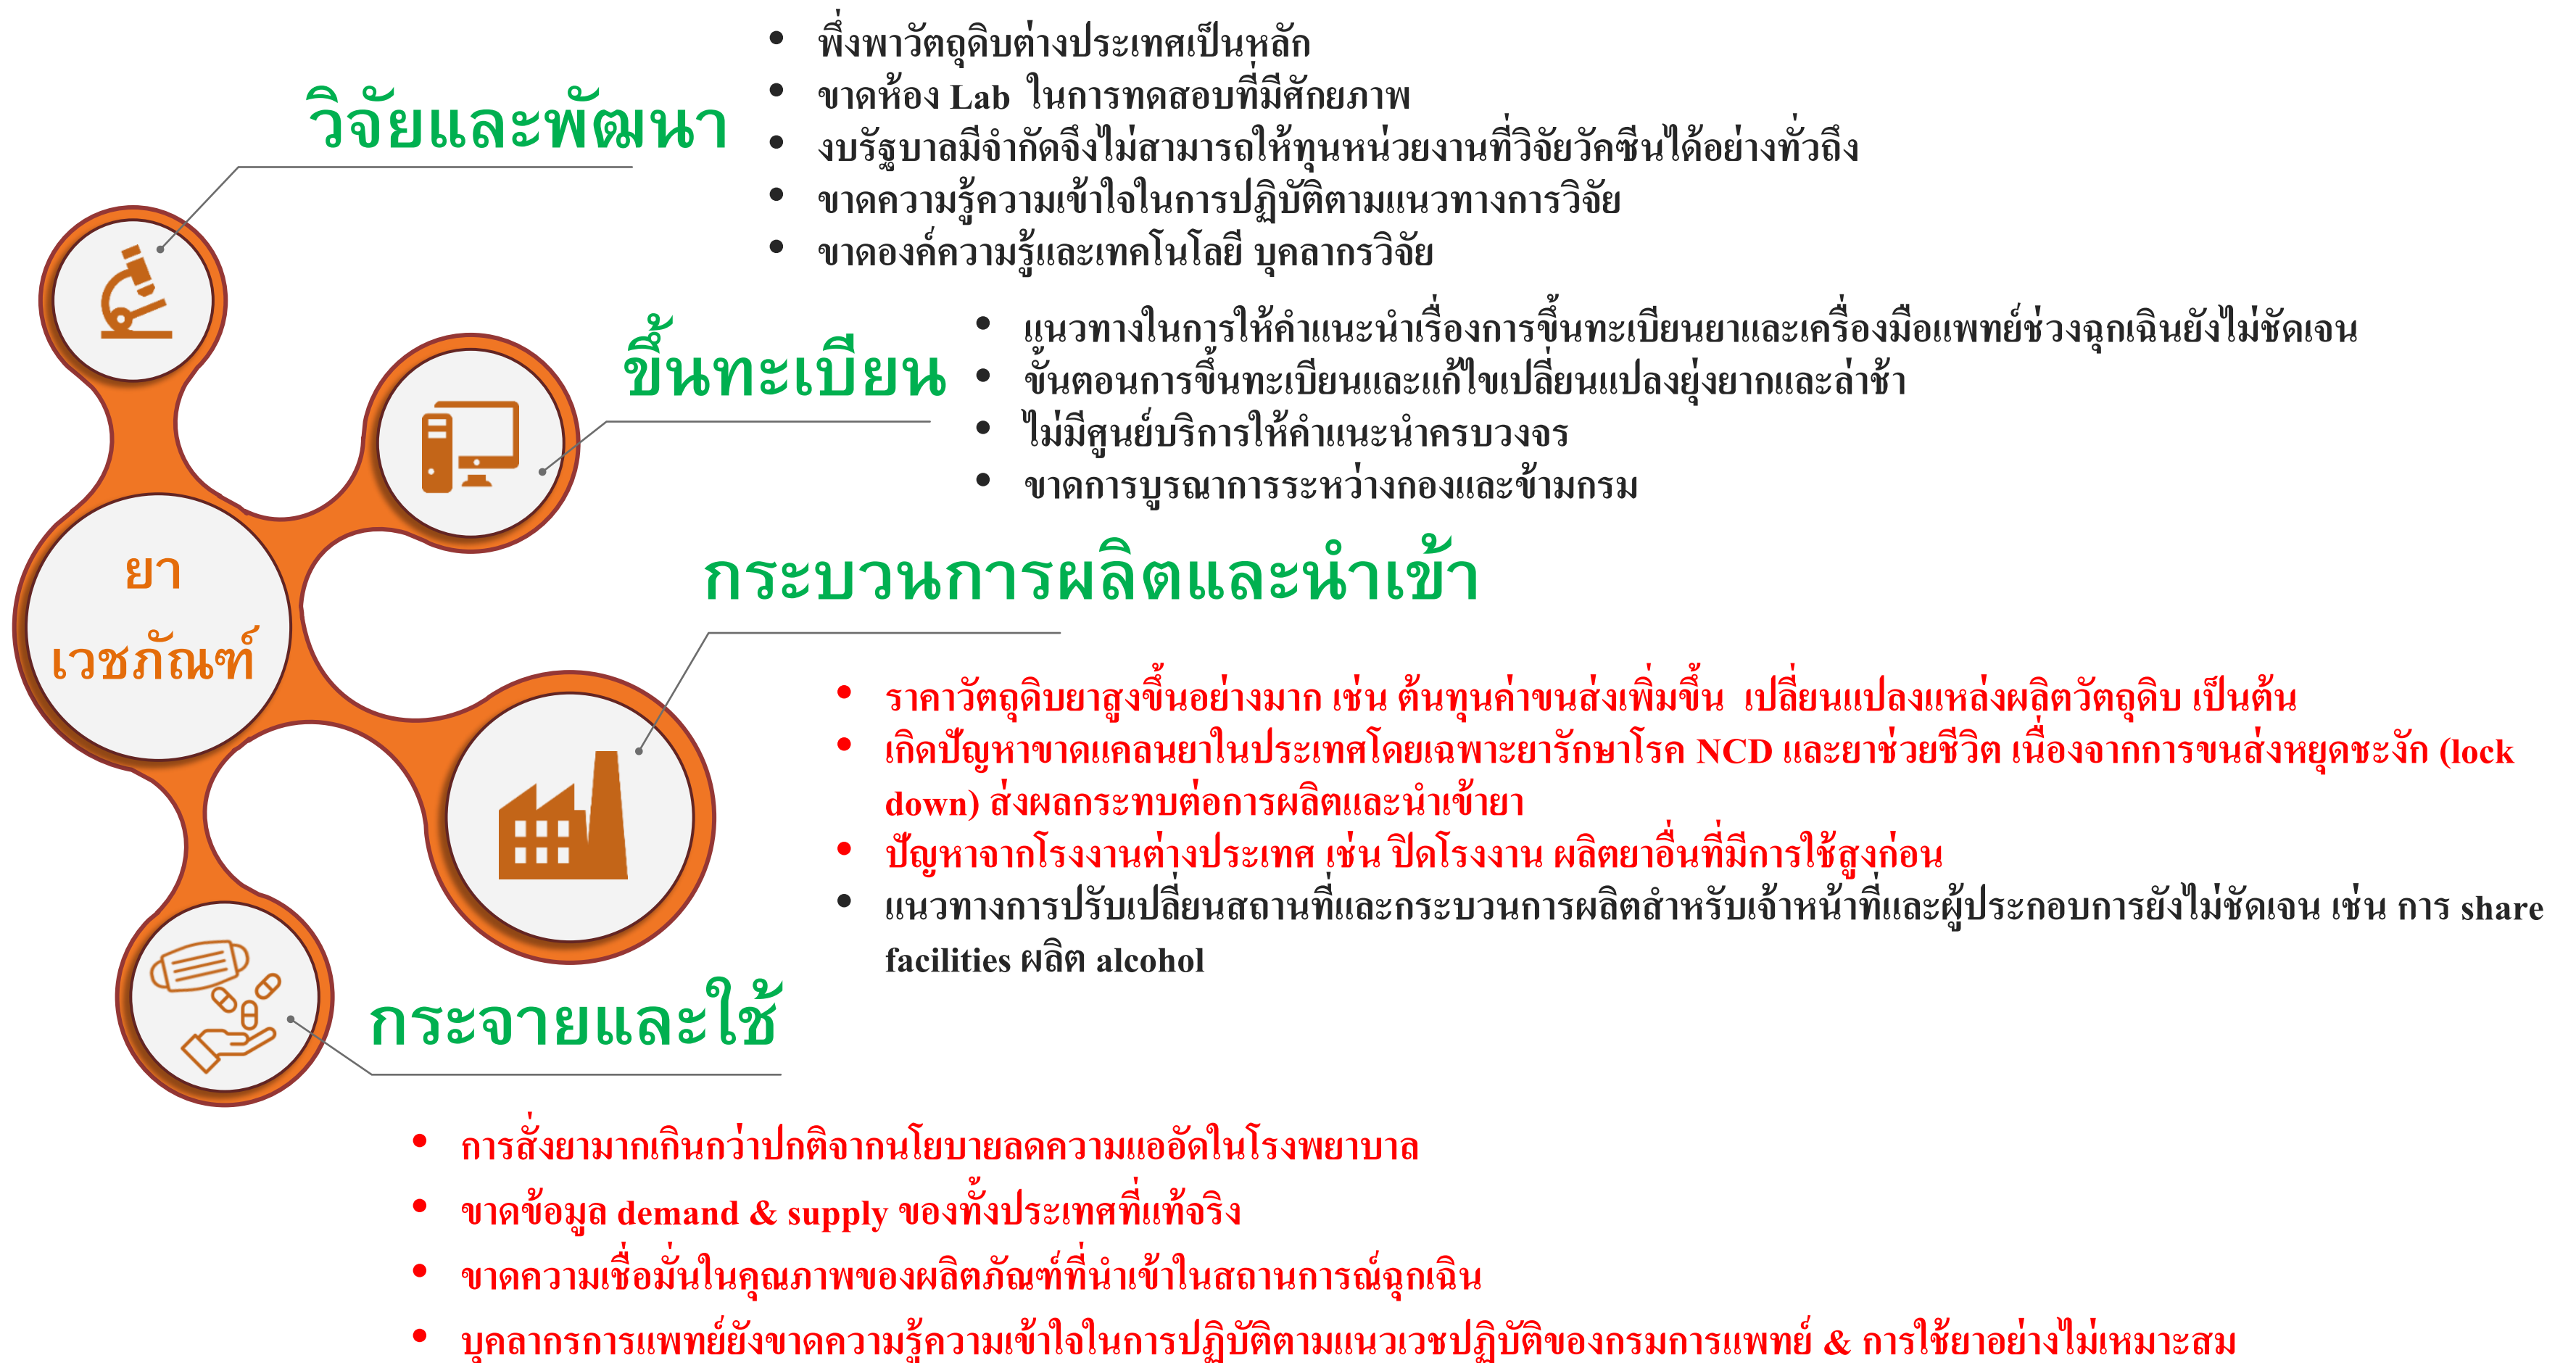 วิจัยและพัฒนา
• พึ่งพาวัตถุดิบต่างประเทศเป็นหลัก
• ขาดห้อง Lab ในการทดสอบที่มีศักยภาพ
• งบรัฐบาลมีจำกัดจึงไม่สามารถให้ทุนหน่วยงานที่วิจัยวัคซีนได้อย่างทั่วถึง
• ขาดความรู้ความเข้าใจในการปฏิบัติตามแนวทางการวิจัย
• ขาดองค์ความรู้และเทคโนโลยี บุคลากรวิจัย
ขึ้นทะเบียน
• แนวทางในการให้คำแนะนำเรื่องการขึ้นทะเบียนยาและเครื่องมือแพทย์ช่วงฉุกเฉินยังไม่ชัดเจน
• ขั้นตอนการขึ้นทะเบียนและแก้ไขเปลี่ยนแปลงยุ่งยากและล่าช้า
• ไม่มีศูนย์บริการให้คำแนะนำครบวงจร
• ขาดการบูรณาการระหว่างกองและข้ามกรม
ยา
เวชภัณฑ์
กระบวนการผลิตและนำเข้า
• ราคาวัตถุดิบยาสูงขึ้นอย่างมาก เช่น ต้นทุนค่าขนส่งเพิ่มขึ้น เปลี่ยนแปลงแหล่งผลิตวัตถุดิบ เป็นต้น
• เกิดปัญหาขาดแคลนยาในประเทศโดยเฉพาะยารักษาโรค NCD และยาช่วยชีวิต เนื่องจากการขนส่งหยุดชะงัก (lock
down) ส่งผลกระทบต่อการผลิตและนำเข้ายา
• ปัญหาจากโรงงานต่างประเทศ เช่น ปิดโรงงาน ผลิตยาอื่นที่มีการใช้สูงก่อน
• แนวทางการปรับเปลี่ยนสถานที่และกระบวนการผลิตสำหรับเจ้าหน้าที่และผู้ประกอบการยังไม่ชัดเจน เช่น การ share
facilities ผลิต alcohol
กระจายและใช้
• การสั่งยามากเกินกว่าปกติจากนโยบายลดความแออัดในโรงพยาบาล
• ขาดข้อมูล demand & supply ของทั้งประเทศที่แท้จริง
• ขาดความเชื่อมั่นในคุณภาพของผลิตภัณฑ์ที่นำเข้าในสถานการณ์ฉุกเฉิน
• บุคลากรการแพทย์ยังขาดความรู้ความเข้าใจในการปฏิบัติตามแนวเวชปฏิบัติของกรมการแพทย์ & การใช้ยาอย่างไม่เหมาะสม